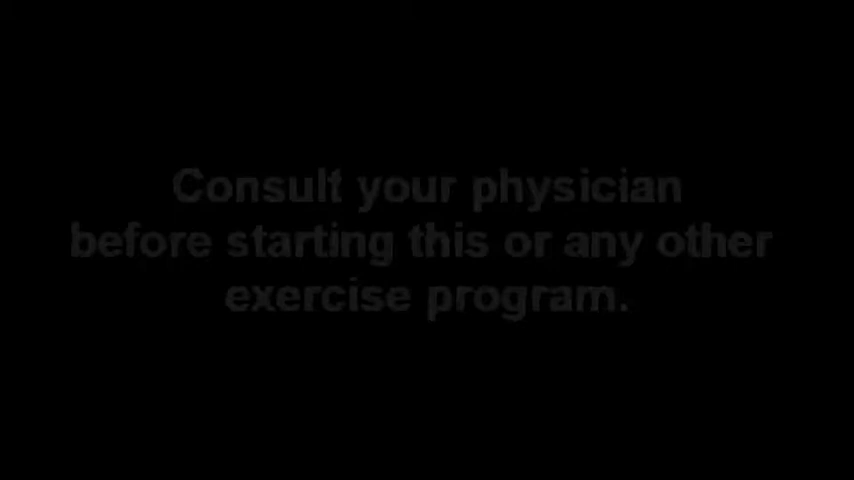 Consult your physician
before starting this or any other
exercise program.